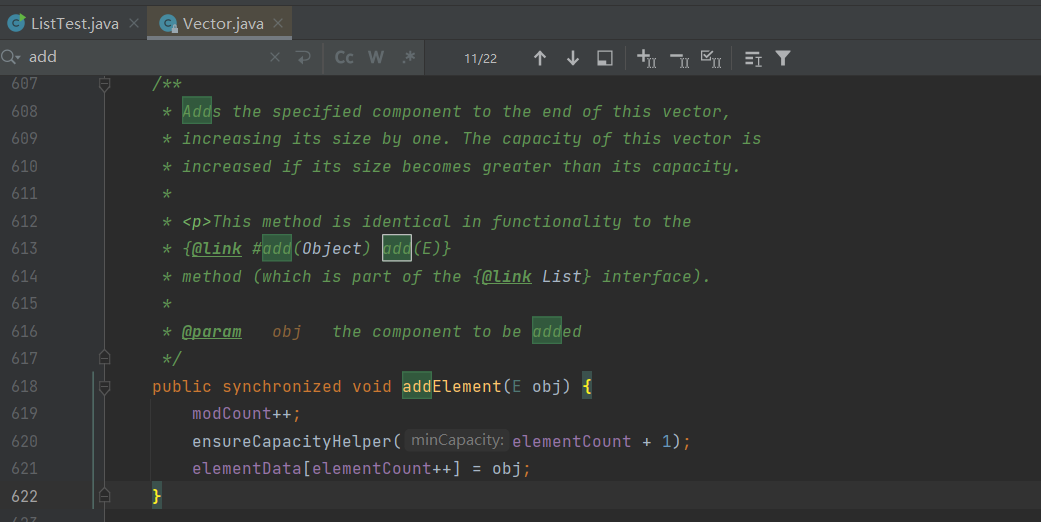 ListTest.java Vector.java
add Cc W .* 11/22
607 /**
608 * Adds the specified component to the end of this vector,
609 * increasing its size by one. The capacity of this vector is
610 * increased if its size becomes greater than its capacity.
611 *
612 * <p>This method is identical in functionality to the
613 * {@link #add(Object) add(E)}
614 * method (which is part of the {@link List} interface).
615 *
616 * @param   obj   the component to be added
617 */
618 public synchronized void addElement(E obj) {
619 modCount++;
620 ensureCapacityHelper( minCapacity: elementCount + 1);
621 elementData[elementCount++] = obj;
622 }